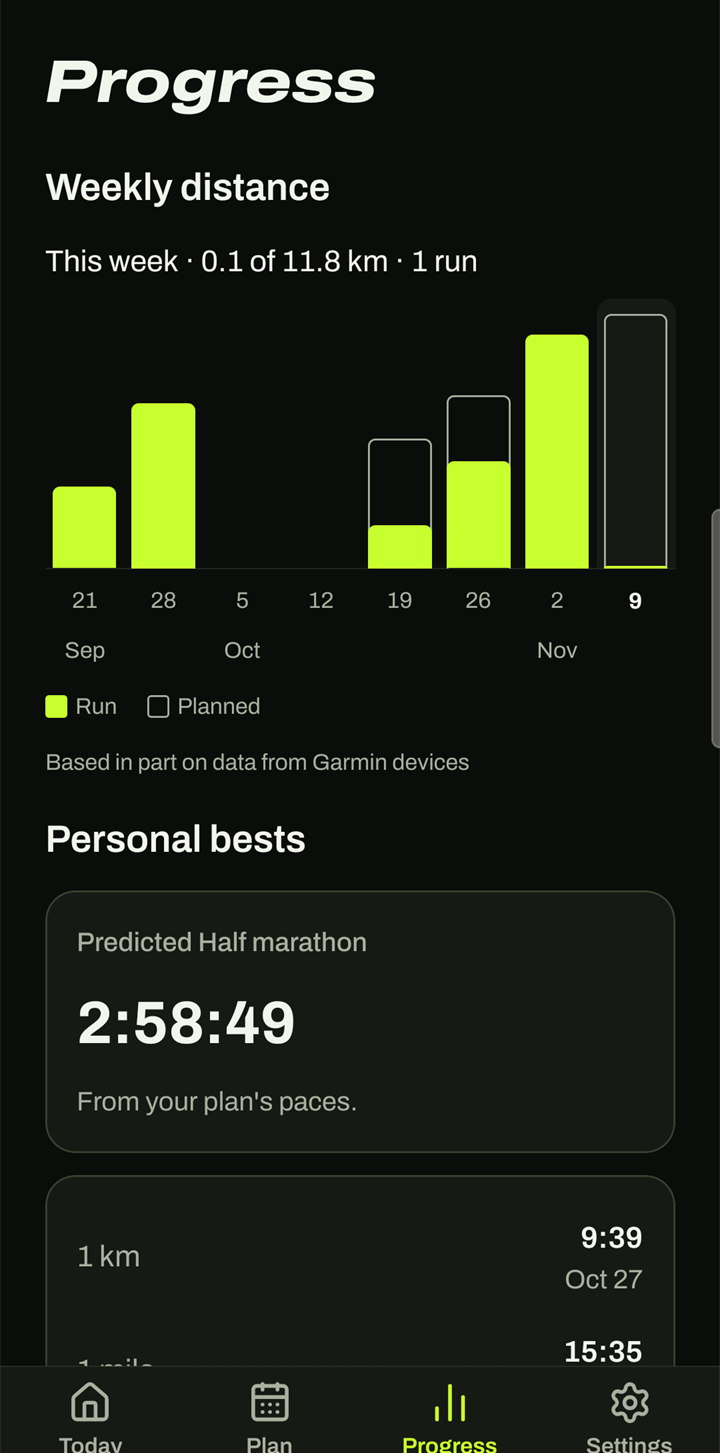 Progress
Weekly distance
This week · 0.1 of 11.8 km · 1 run
21 28 5 12 19 26 2 9
Sep Oct Nov
Run Planned
Based in part on data from Garmin devices
Personal bests
Predicted Half marathon
2:58:49
From your plan's paces.
9:39
1 km
Oct 27
15:35
1 mile
Today Plan Progress Settings